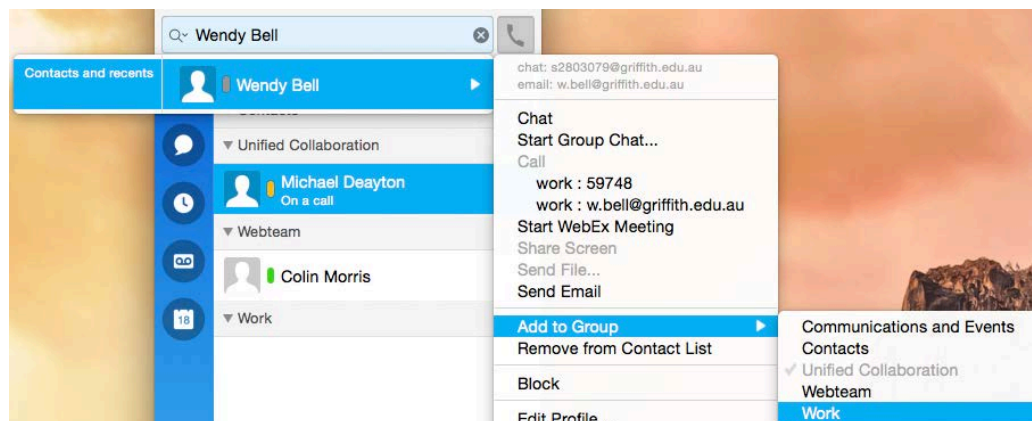 Wendy Bell
Contacts and recents
Wendy Bell
Contacts
Unified Collaboration
Michael Deayton
On a call
Webteam
Colin Morris
18
Work
chat: s2803079@griffith.edu.au
email: w.bell@griffith.edu.au
Chat
Start Group Chat...
Call
work : 59748
work : w.bell@griffith.edu.au
Start WebEx Meeting
Share Screen
Send File...
Send Email
Add to Group
Remove from Contact List
Block
Edit Profile
Communications and Events
Contacts
Unified Collaboration
Webteam
Work